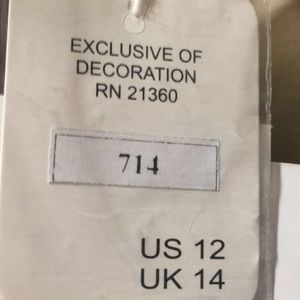 EXCLUSIVE OF
DECORATION
RN 21360
714
US 12
UK 14